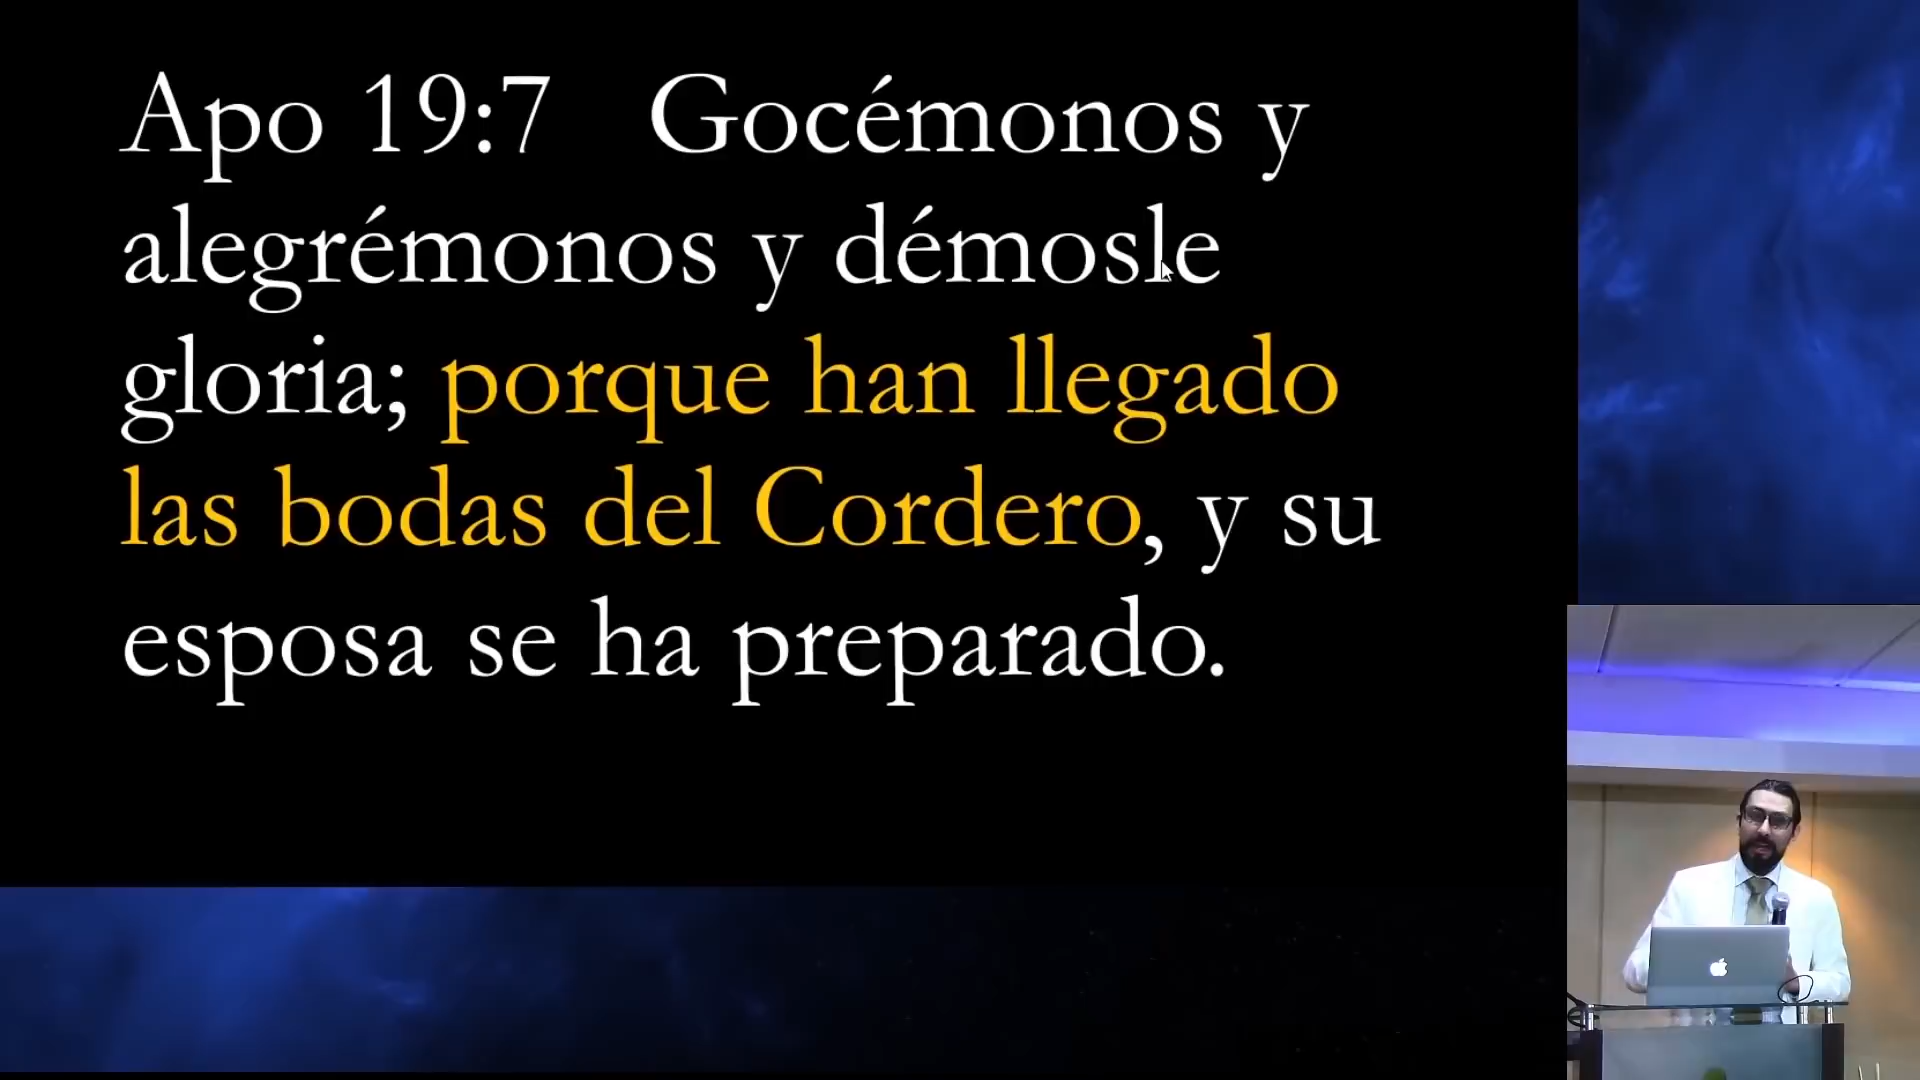 Apo 19:7 Gocémonos y
alegrémonos y démosle
gloria; porque han llegado
las bodas del Cordero, y su
esposa se ha preparado.